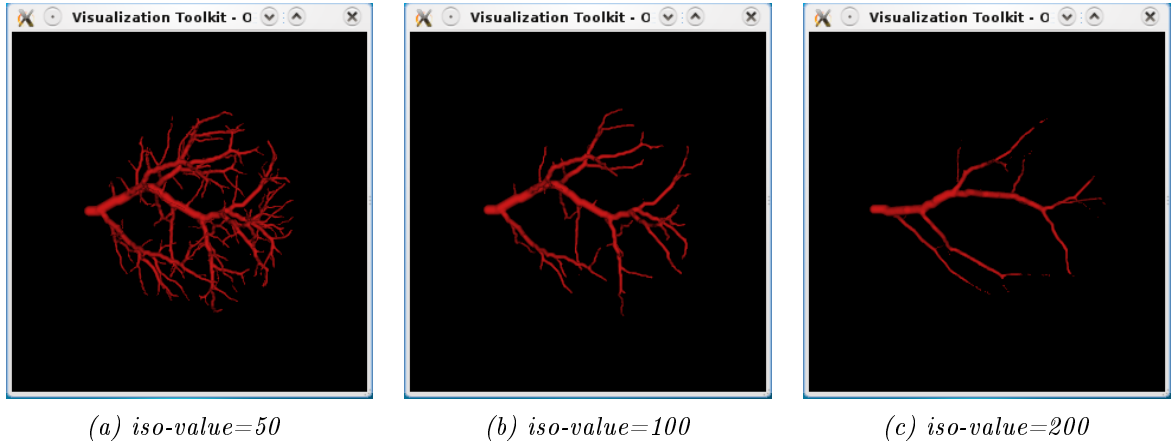 Visualization Toolkit - O
Visualization Toolkit - O
Visualization Toolkit - O
(a) iso-value=50
(b) iso-value=100
(c) iso-value=200